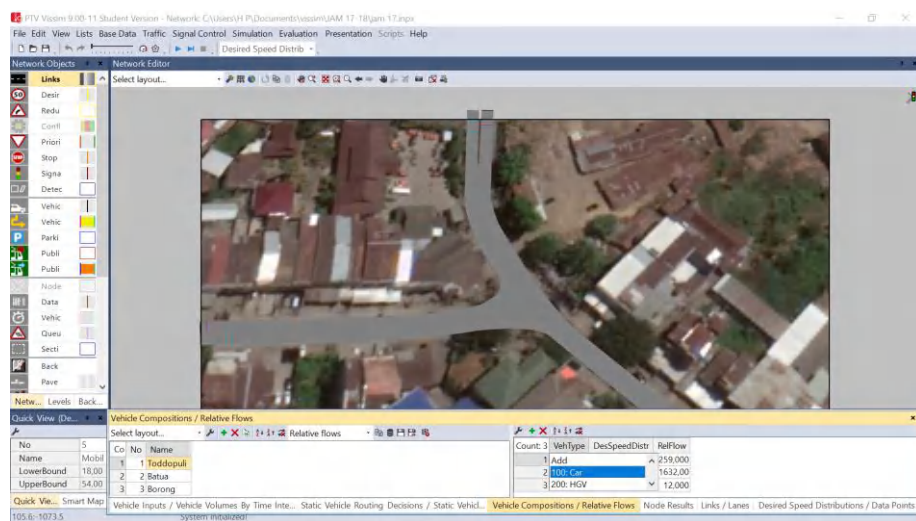 PTV Vissim 9.00-11 Student Version - Network: C:\Users\H P\Documents\vissim\JAM 17-18\jam 17.inpx
File Edit View Lists Base Data Traffic Signal Control Simulation Evaluation Presentation Scripts Help
Desired Speed Distrib
Network Objects
Network Editor
Links
Select layout...
Desir
Redu
Confl
Priori
Stop
Signa
Detec
Vehic
Vehic
Parki
Publi
Publi
Node
Data
Vehic
Queu
Secti
Back
Pave
Netw... Levels Back...
Quick View (De...
No 5
Name Mobil
LowerBound 18,00
UpperBound 54,00
Quick Vie... Smart Map
Vehicle Compositions / Relative Flows
Select layout... Relative flows
Co No Name
1 1 Toddopuli
2 2 Batua
3 3 Borong
Count: 3 VehType DesSpeedDistr RelFlow
1 Add 259,000
2 100: Car 1632,00
3 200: HGV 12,000
Vehicle Inputs / Vehicle Volumes By Time Inte... Static Vehicle Routing Decisions / Static Vehicl... Vehicle Compositions / Relative Flows Node Results Links / Lanes Desired Speed Distributions / Data Points
105.6:-1073.5 System Initialized!